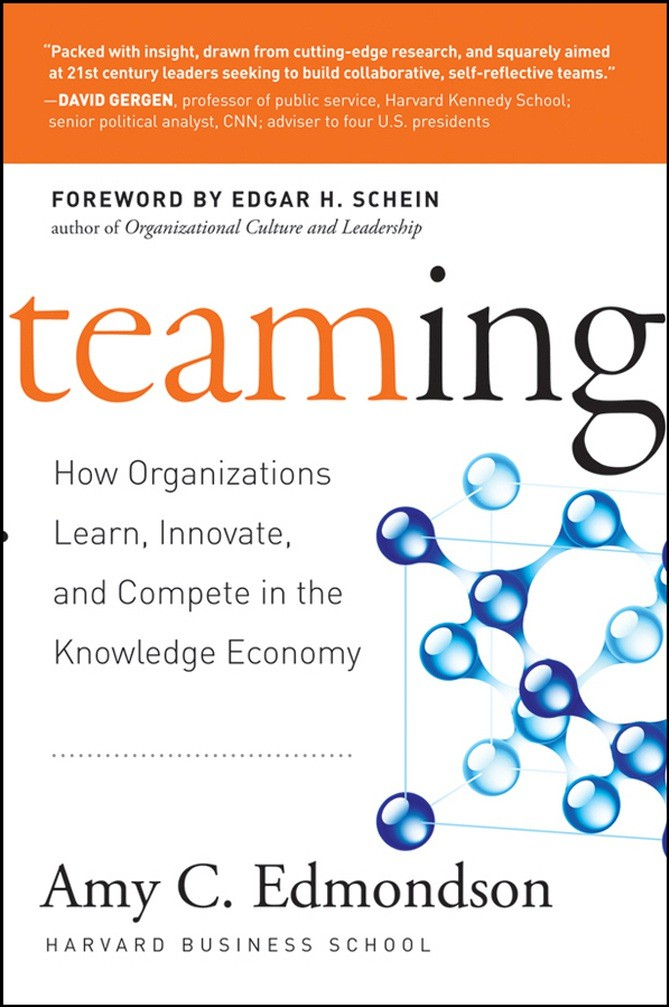 “Packed with insight, drawn from cutting-edge research, and squarely aimed
at 21st century leaders seeking to build collaborative, self-reflective teams.”
—DAVID GERGEN, professor of public service, Harvard Kennedy School;
senior political analyst, CNN; adviser to four U.S. presidents
FOREWORD BY EDGAR H. SCHEIN
author of Organizational Culture and Leadership
teaming
How Organizations
Learn, Innovate,
and Compete in the
Knowledge Economy
Amy C. Edmondson
HARVARD BUSINESS SCHOOL